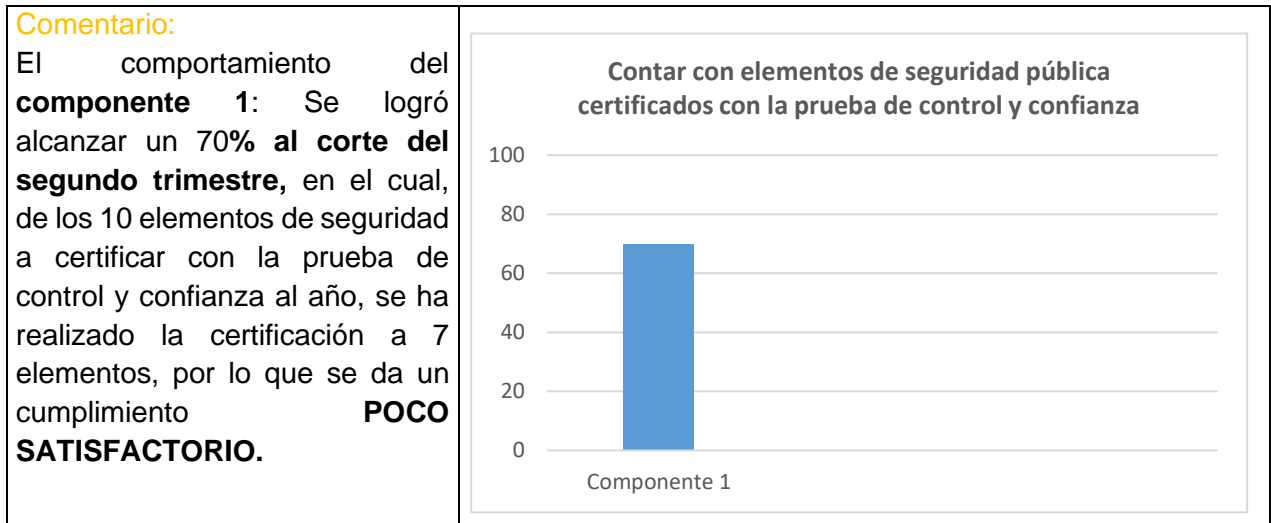 Comentario:
El comportamiento del
componente 1: Se logró
alcanzar un 70% al corte del
segundo trimestre, en el cual,
de los 10 elementos de seguridad
a certificar con la prueba de
control y confianza al año, se ha
realizado la certificación a 7
elementos, por lo que se da un
cumplimiento POCO
SATISFACTORIO.
Contar con elementos de seguridad pública
certificados con la prueba de control y confianza
100
80
60
40
20
0
Componente 1